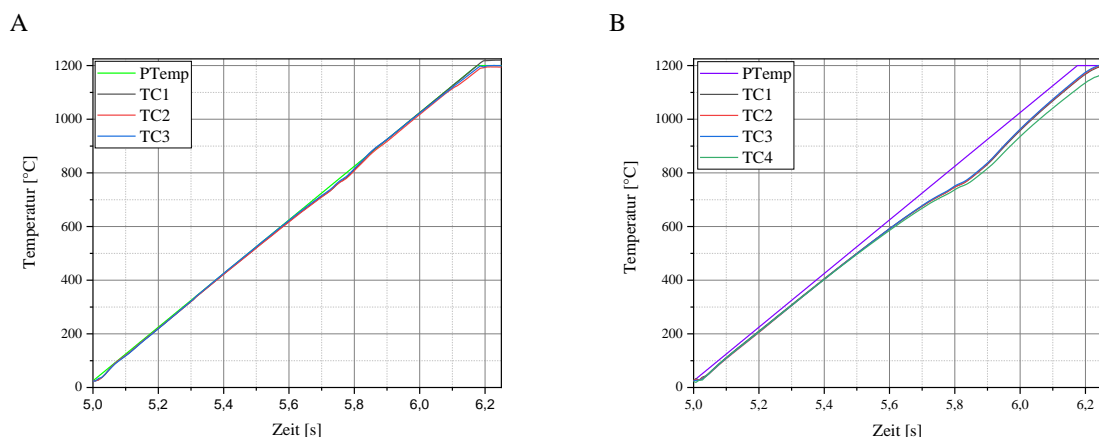 A
B
1200
1000
800
600
400
200
0
Temperatur [°C]
PTemp
TC1
TC2
TC3
5,0
5,2
5,4
5,6
5,8
6,0
6,2
Zeit [s]
1200
1000
800
600
400
200
0
Temperatur [°C]
PTemp
TC1
TC2
TC3
TC4
5,0
5,2
5,4
5,6
5,8
6,0
6,2
Zeit [s]